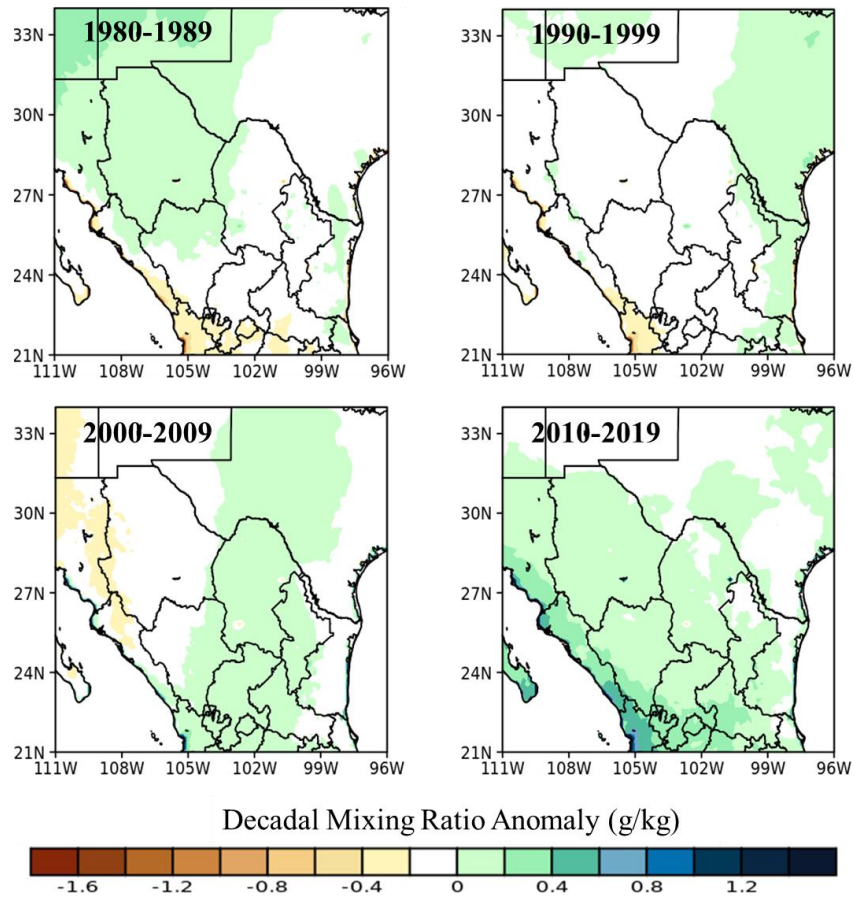 33N 1980-1989
30N
27N
24N
21N
111W 108W 105W 102W 99W 96W
33N 1990-1999
30N
27N
24N
21N
111W 108W 105W 102W 99W 96W
33N 2000-2009
30N
27N
24N
21N
111W 108W 105W 102W 99W 96W
33N 2010-2019
30N
27N
24N
21N
111W 108W 105W 102W 99W 96W
Decadal Mixing Ratio Anomaly (g/kg)
-1.6 -1.2 -0.8 -0.4 0 0.4 0.8 1.2